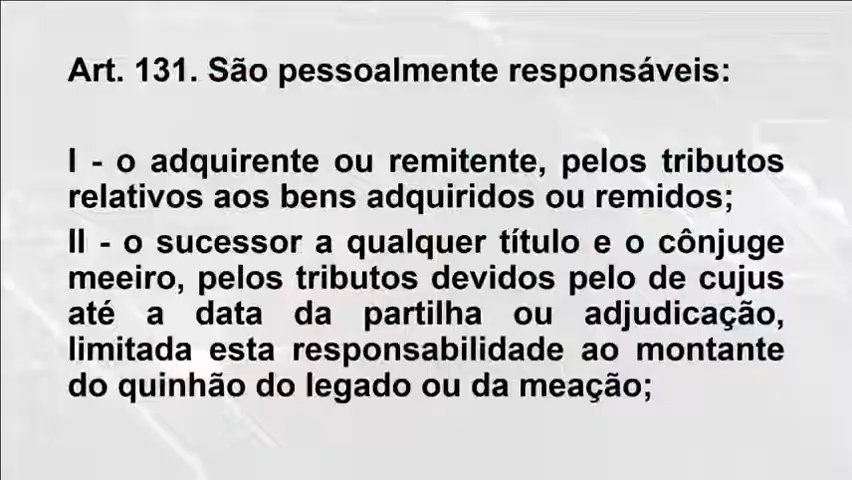 Art. 131. São pessoalmente responsáveis:
I - o adquirente ou remitente, pelos tributos
relativos aos bens adquiridos ou remidos;
II - o sucessor a qualquer título e o cônjuge
meeiro, pelos tributos devidos pelo de cujus
até a data da partilha ou adjudicação,
limitada esta responsabilidade ao montante
do quinhão do legado ou da meação;